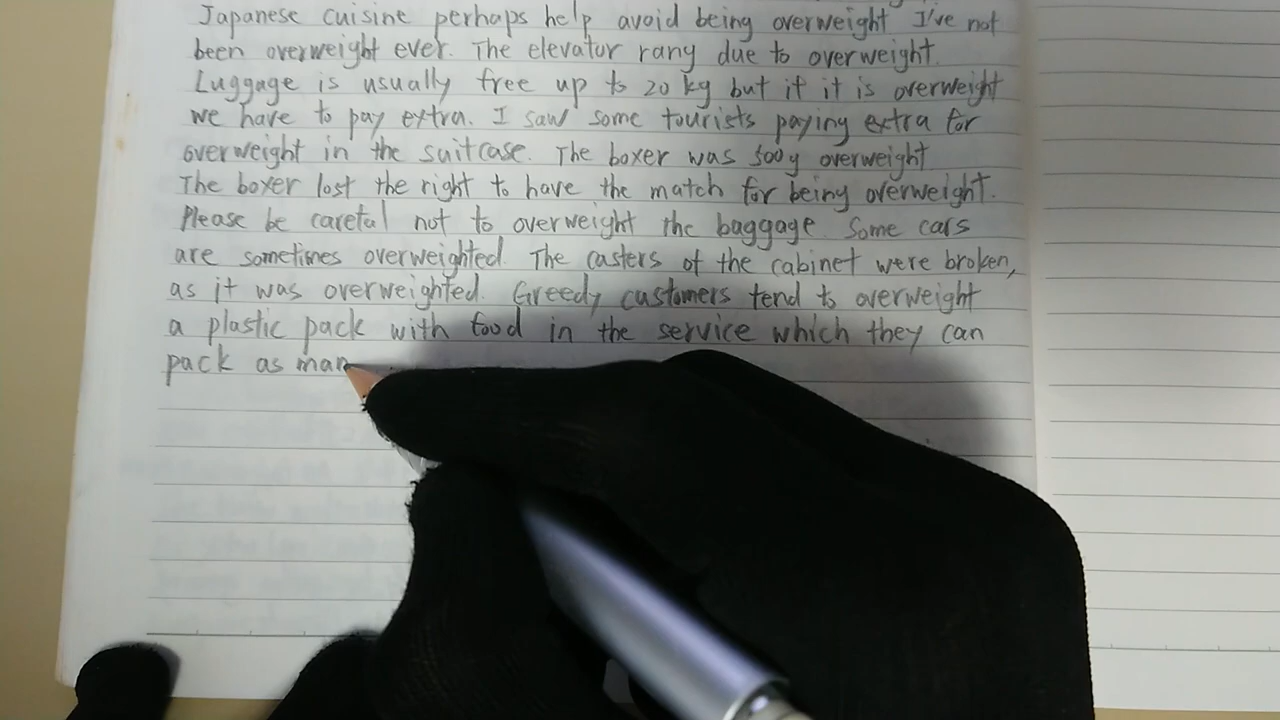 Japanese cuisine perhaps help avoid being overweight I've not
been overweight ever. The elevator rang due to overweight.
Luggage is usually free up to 20 kg but if it is overweight
we have to pay extra. I saw some tourists paying extra for
overweight in the suitcase. The boxer was 500g overweight
The boxer lost the right to have the match for being overweight.
Please be careful not to overweight the baggage. Some cars
are sometimes overweighted. The casters of the cabinet were broken,
as it was overweighted. Greedy customers tend to overweight
a plastic pack with food in the service which they can
pack as man